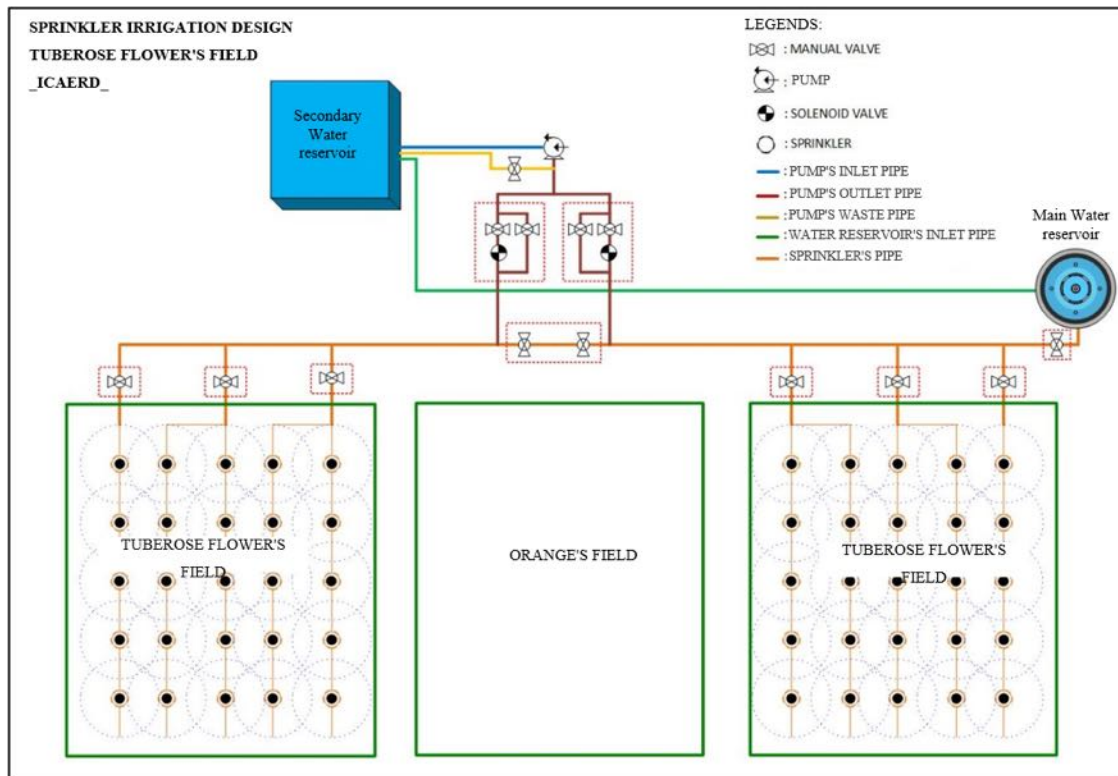 SPRINKLER IRRIGATION DESIGN
TUBEROSE FLOWER'S FIELD
_ICAERD_
LEGENDS:
: MANUAL VALVE
: PUMP
: SOLENOID VALVE
: SPRINKLER
: PUMP'S INLET PIPE
: PUMP'S OUTLET PIPE
: PUMP'S WASTE PIPE
: WATER RESERVOIR'S INLET PIPE
: SPRINKLER'S PIPE
Secondary
Water
reservoir
Main Water
reservoir
TUBEROSE FLOWER'S
FIELD
ORANGE'S FIELD
TUBEROSE FLOWER'S
FIELD